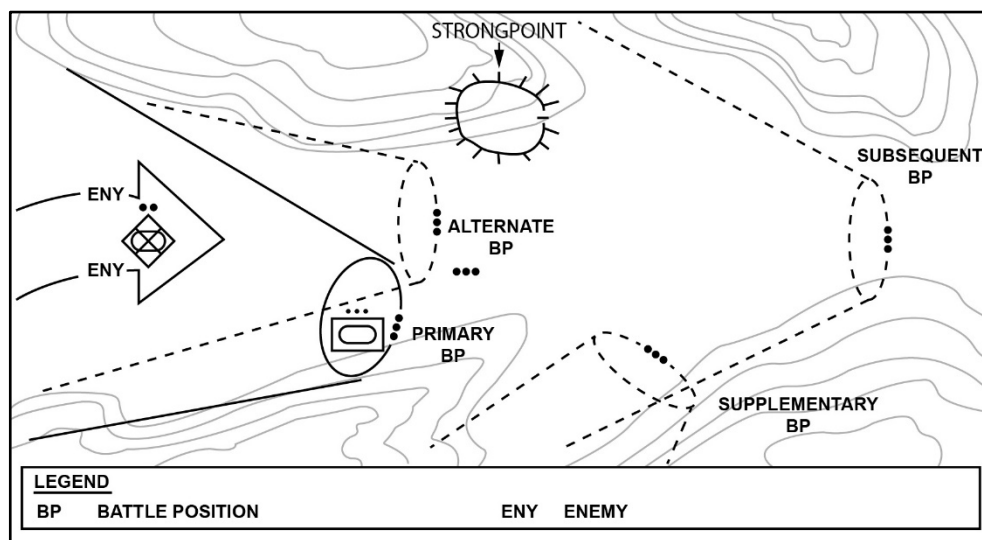 STRONGPOINT
SUBSEQUENT
BP
ENY
ALTERNATE
BP
ENY
PRIMARY
BP
SUPPLEMENTARY
BP
LEGEND
BP BATTLE POSITION ENY ENEMY